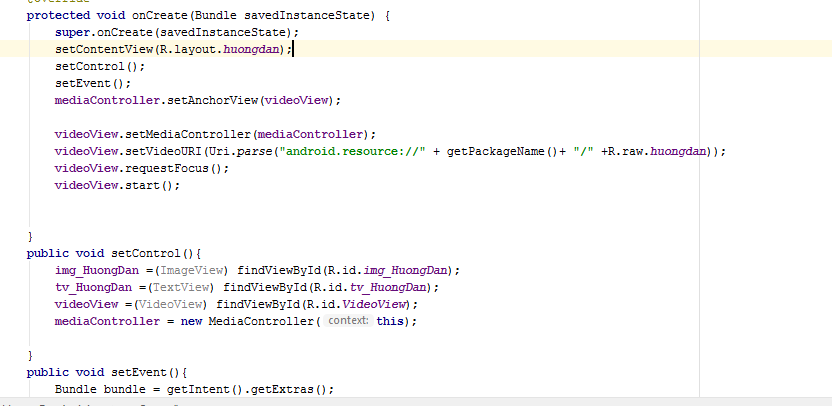 protected void onCreate(Bundle savedInstanceState) {
super.onCreate(savedInstanceState);
setContentView(R.layout.huongdan);
setControl();
setEvent();
mediaController.setAnchorView(videoView);
videoView.setMediaController(mediaController);
videoView.setVideoURI(Uri.parse("android.resource://" + getPackageName()+ "/" +R.raw.huongdan));
videoView.requestFocus();
videoView.start();
}
public void setControl(){
img_HuongDan =(ImageView) findViewById(R.id.img_HuongDan);
tv_HuongDan =(TextView) findViewById(R.id.tv_HuongDan);
videoView =(VideoView) findViewById(R.id.VideoView);
mediaController = new MediaController( context: this);
}
public void setEvent(){
Bundle bundle = getIntent().getExtras();